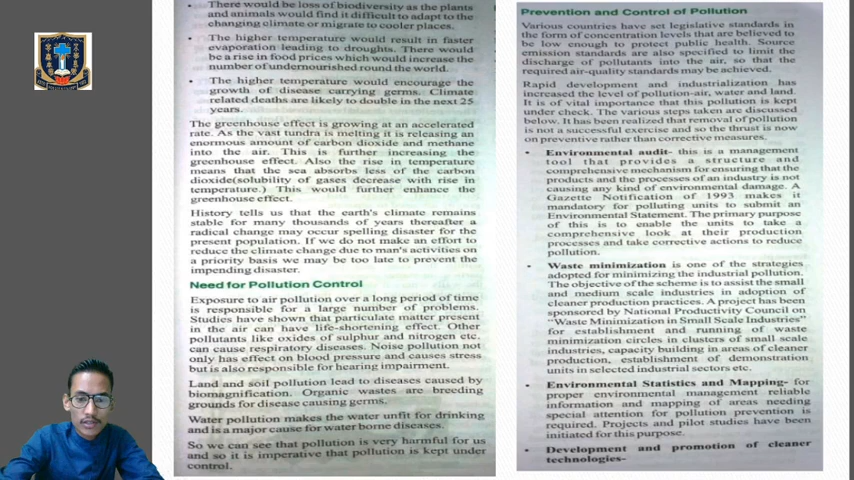 There would be loss of biodiversity as the plants
and animals would find it difficult to adapt to the
changing climate or migrate to cooler places.
The higher temperature would result in faster
evaporation leading to droughts. There would
be a rise in food prices which would increase the
number of undernourished round the world.
The higher temperature would encourage the
growth of disease carrying germs. Climate
related deaths are likely to double in the next 25
years.
The greenhouse effect is growing at an accelerated
rate. As the vast tundra is melting it is releasing an
enormous amount of carbon dioxide and methane
into the air. This is further increasing the
greenhouse effect. Also the rise in temperature
means that the sea absorbs less of the carbon
dioxide(solubility of gases decrease with rise in
temperature.) This would further enhance the
greenhouse effect.
History tells us that the earth's climate remains
stable for many thousands of years thereafter a
radical change may occur spelling disaster for the
present population. If we do not make an effort to
reduce the climate change due to man's activities on
a priority basis we may be too late to prevent the
impending disaster.
Need for Pollution Control
Exposure to air pollution over a long period of time
is responsible for a large number of problems.
Studies have shown that particulate matter present
in the air can have life-shortening effect. Other
pollutants like oxides of sulphur and nitrogen etc.
can cause respiratory diseases. Noise pollution not
only has effect on blood pressure and causes stress
but is also responsible for hearing impairment.
Land and soil pollution lead to diseases caused by
biomagnification. Organic wastes are breeding
grounds for disease causing germs.
Water pollution makes the water unfit for drinking
and is a major cause for water borne diseases.
So we can see that pollution is very harmful for us
and so it is imperative that pollution is kept under
control.
Prevention and Control of Pollution
Various countries have set legislative standards in
the form of concentration levels that are believed to
be low enough to protect public health. Source
emission standards are also specified to limit the
discharge of pollutants into the air, so that the
required air-quality standards may be achieved.
Rapid development and industrialization has
increased the level of pollution-air, water and land.
It is of vital importance that this pollution is kept
under check. The various steps taken are discussed
below. It has been realized that removal of pollution
is not a successful exercise and so the thrust is now
on preventive rather than corrective measures.
Environmental audit- this is a management
tool that provides a structure and
comprehensive mechanism for ensuring that the
products and the processes of an industry is not
causing any kind of environmental damage. A
Gazette Notification of 1993 makes it
mandatory for polluting units to submit an
Environmental Statement. The primary purpose
of this is to enable the units to take a
comprehensive look at their production
processes and take corrective actions to reduce
pollution.
Waste minimization is one of the strategies
adopted for minimizing the industrial pollution.
The objective of the scheme is to assist the small
and medium scale industries in adoption of
cleaner production practices. A project has been
sponsored by National Productivity Council on
"Waste Minimization in Small Scale Industries"
for establishment and running of waste
minimization circles in clusters of small scale
industries, capacity building in areas of cleaner
production, establishment of demonstration
units in selected industrial sectors etc.
Environmental Statistics and Mapping- for
proper environmental management reliable
information and mapping of areas needing
special attention for pollution prevention is
required. Projects and pilot studies have been
initiated for this purpose.
Development and promotion of cleaner
technologies-